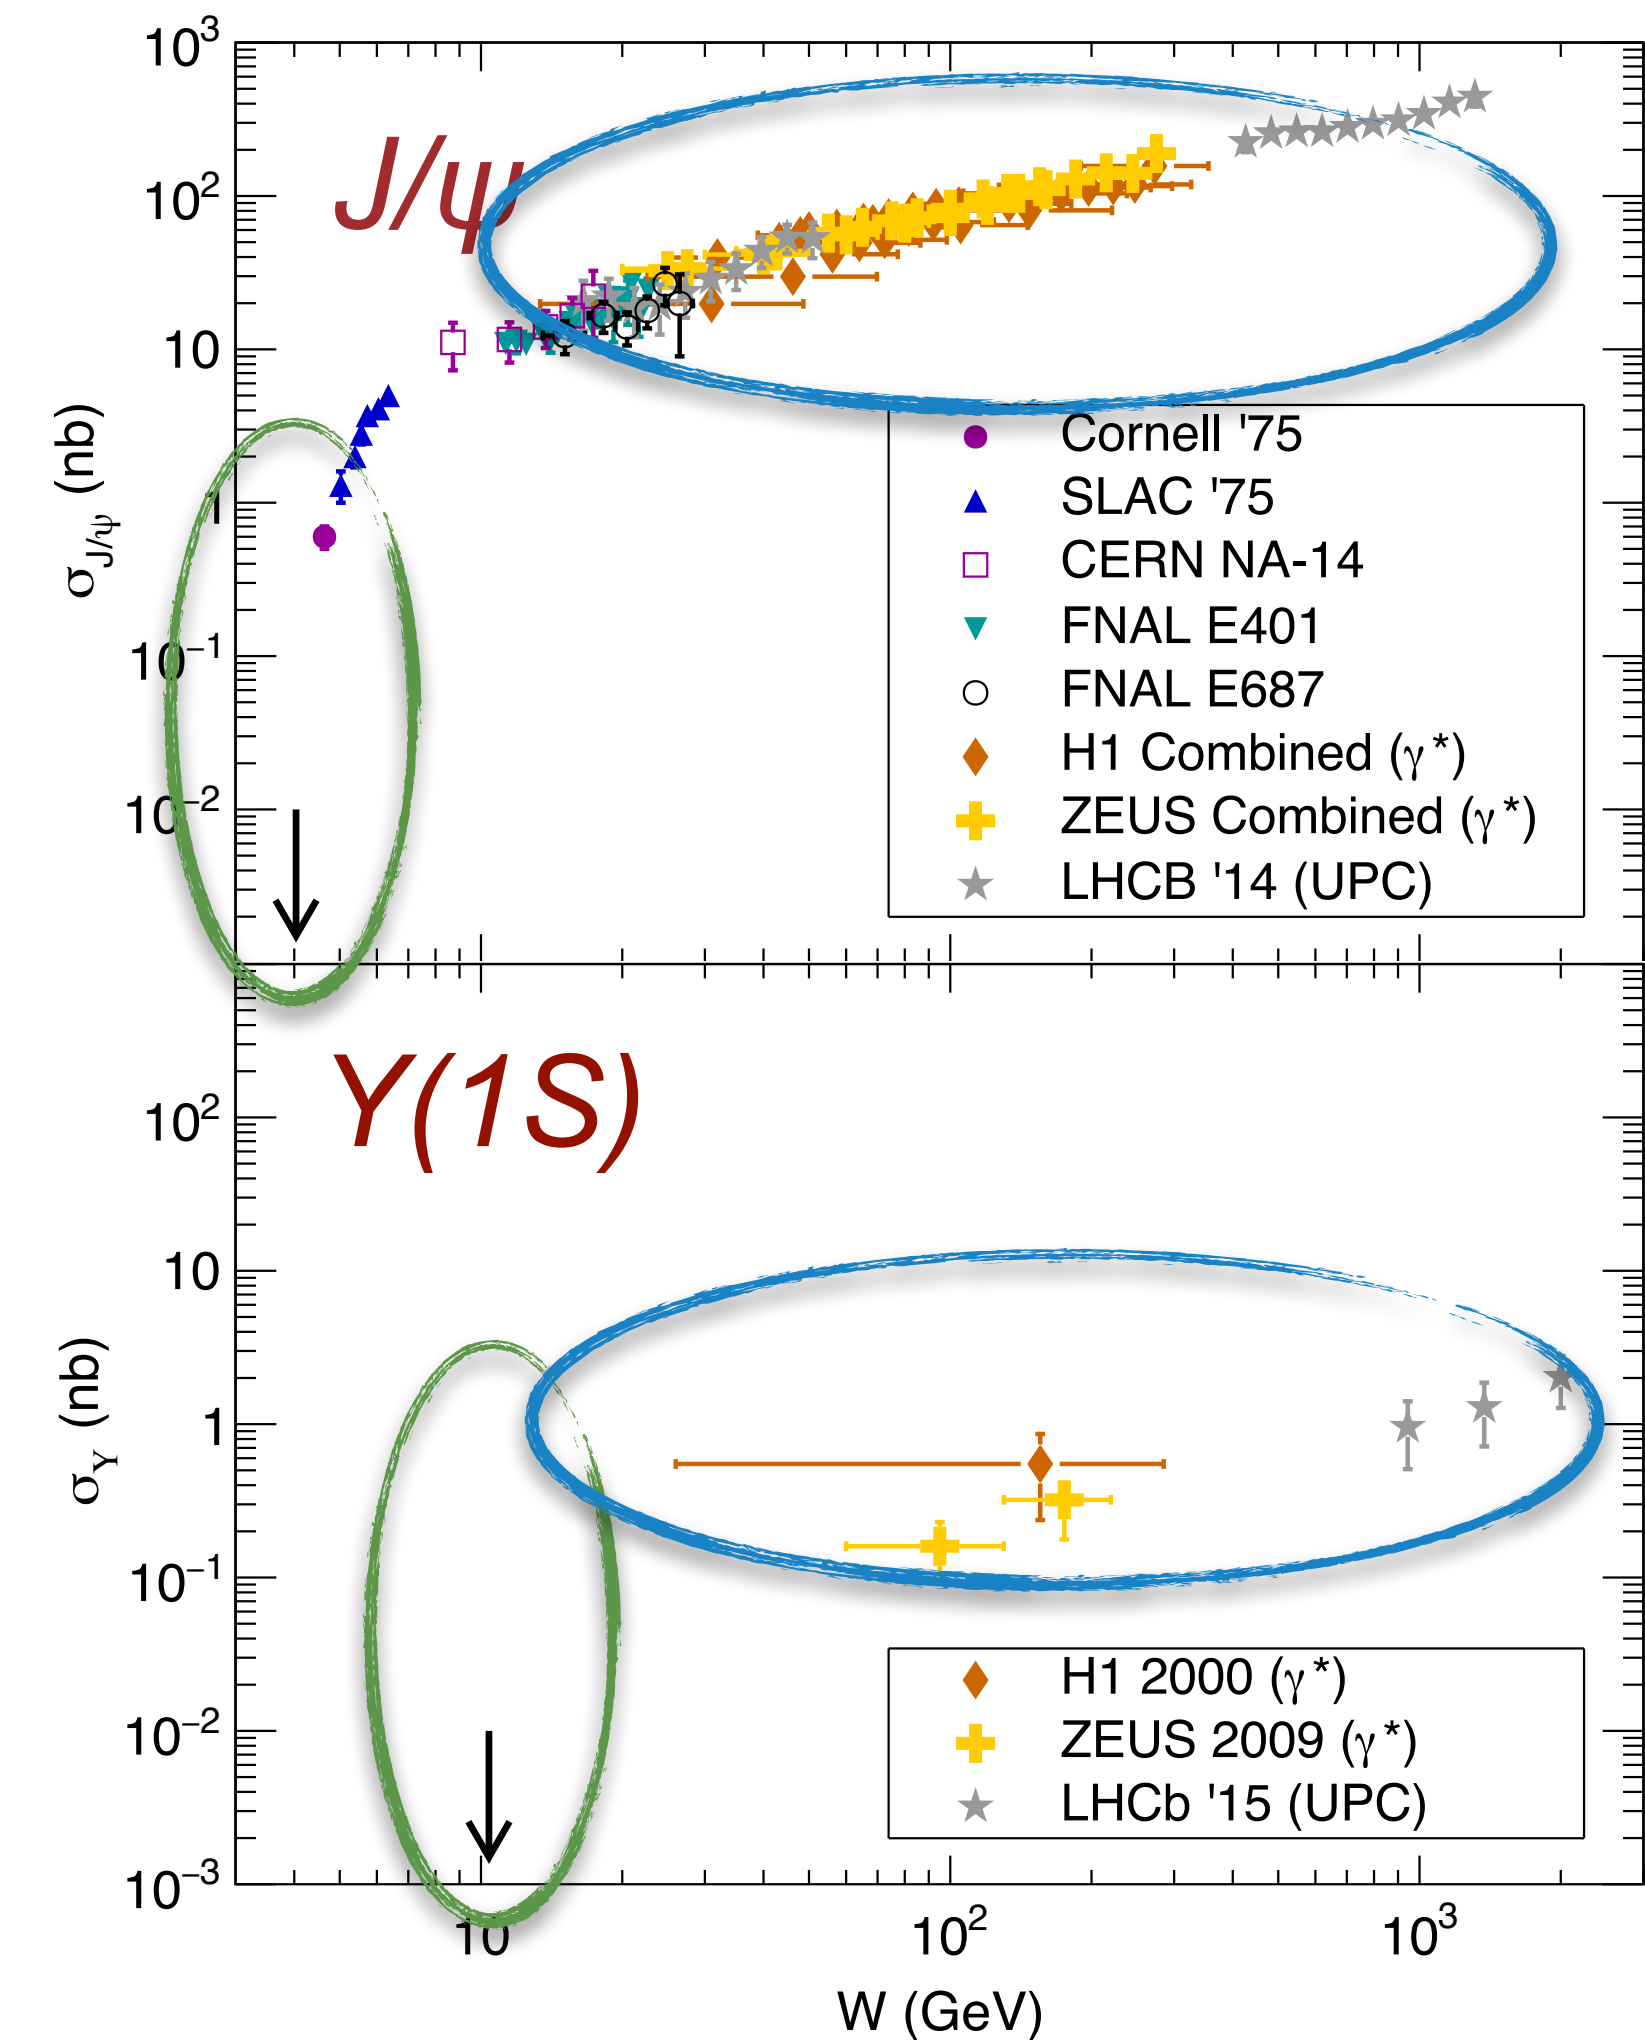 10³
J/ψ
10²
10
σJ/ψ (nb)
1
10⁻¹
10⁻²
Cornell '75
SLAC '75
CERN NA-14
FNAL E401
FNAL E687
H1 Combined (γ*)
ZEUS Combined (γ*)
LHCB '14 (UPC)
Y(1S)
10²
10
σY (nb)
1
10⁻¹
10⁻²
10⁻³
H1 2000 (γ*)
ZEUS 2009 (γ*)
LHCb '15 (UPC)
10 10² 10³
W (GeV)